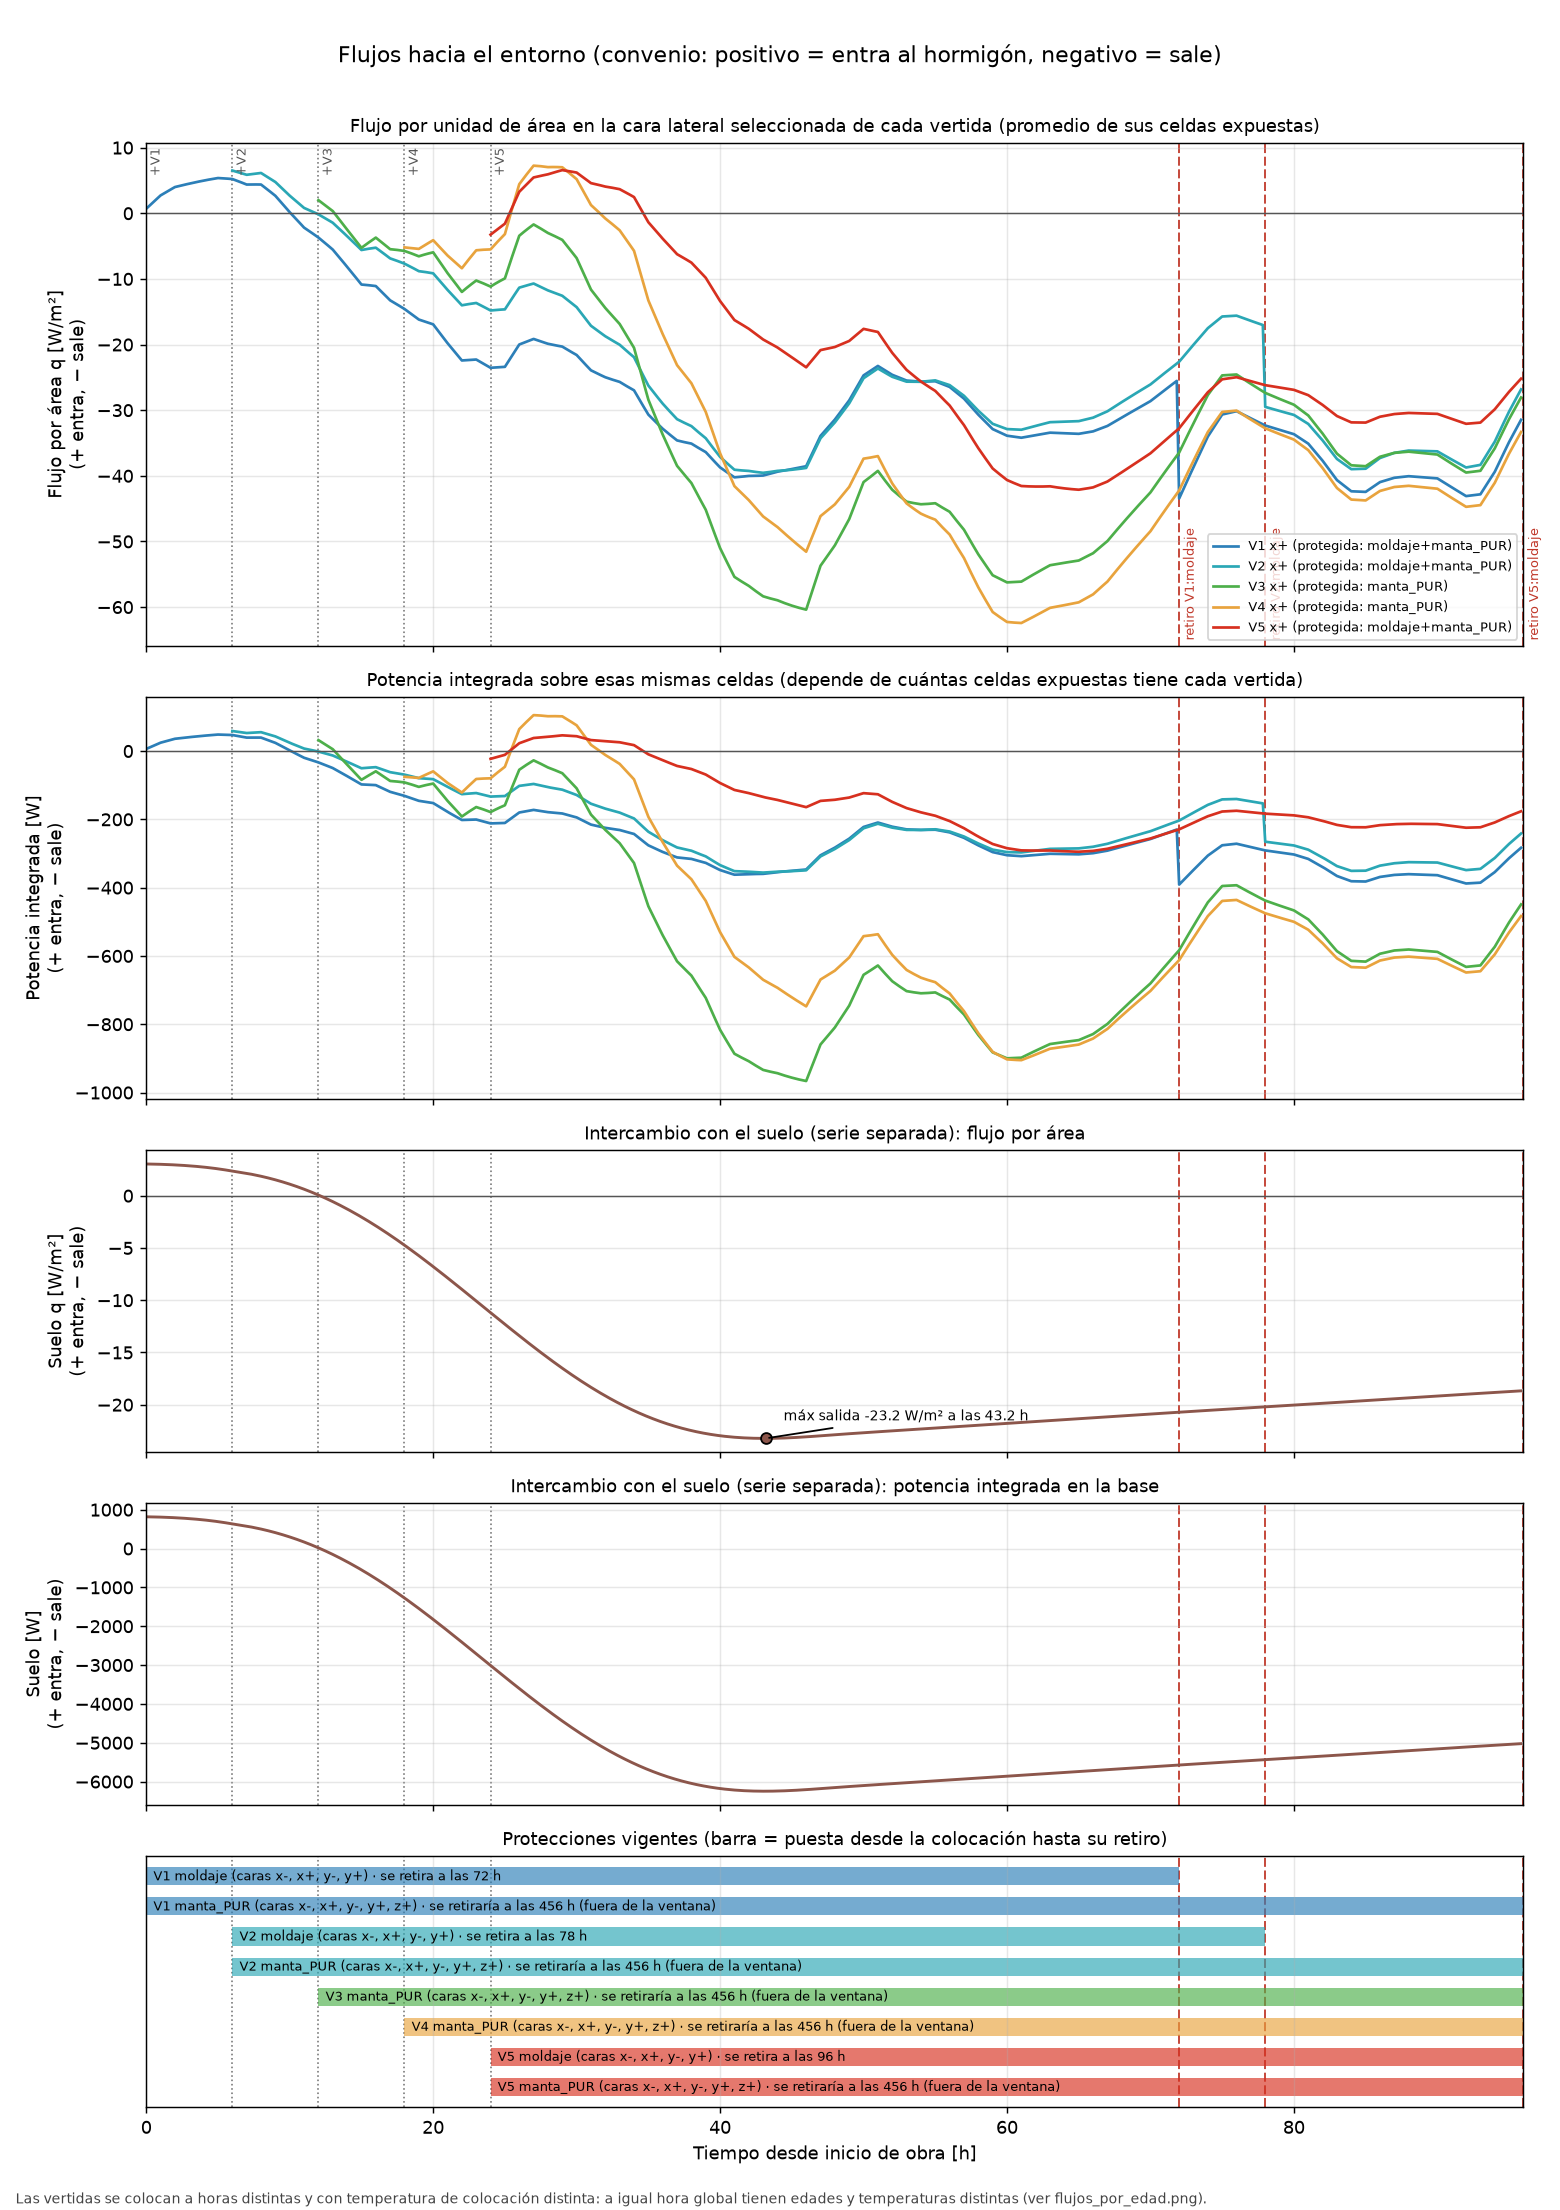 Flujos hacia el entorno (convenio: positivo = entra al hormigón, negativo = sale)
Flujo por unidad de área en la cara lateral seleccionada de cada vertida (promedio de sus celdas expuestas)
Flujo por área q [W/m²]
(+ entra, − sale)
10
0
−10
−20
−30
−40
−50
−60
+V1
+V2
+V3
+V4
+V5
retiro V1:moldaje
retiro V5:moldaje
V1 x+ (protegida: moldaje+manta_PUR)
V2 x+ (protegida: moldaje+manta_PUR)
V3 x+ (protegida: manta_PUR)
V4 x+ (protegida: manta_PUR)
V5 x+ (protegida: moldaje+manta_PUR)
Potencia integrada sobre esas mismas celdas (depende de cuántas celdas expuestas tiene cada vertida)
Potencia integrada [W]
(+ entra, − sale)
0
−200
−400
−600
−800
−1000
Intercambio con el suelo (serie separada): flujo por área
Suelo q [W/m²]
(+ entra, − sale)
0
−5
−10
−15
−20
máx salida -23.2 W/m² a las 43.2 h
Intercambio con el suelo (serie separada): potencia integrada en la base
Suelo [W]
(+ entra, − sale)
1000
0
−1000
−2000
−3000
−4000
−5000
−6000
Protecciones vigentes (barra = puesta desde la colocación hasta su retiro)
V1 moldaje (caras x-, x+, y-, y+) · se retira a las 72 h
V1 manta_PUR (caras x-, x+, y-, y+, z+) · se retiraría a las 456 h (fuera de la ventana)
V2 moldaje (caras x-, x+, y-, y+) · se retira a las 78 h
V2 manta_PUR (caras x-, x+, y-, y+, z+) · se retiraría a las 456 h (fuera de la ventana)
V3 manta_PUR (caras x-, x+, y-, y+, z+) · se retiraría a las 456 h (fuera de la ventana)
V4 manta_PUR (caras x-, x+, y-, y+, z+) · se retiraría a las 456 h (fuera de la ventana)
V5 moldaje (caras x-, x+, y-, y+) · se retira a las 96 h
V5 manta_PUR (caras x-, x+, y-, y+, z+) · se retiraría a las 456 h (fuera de la ventana)
0
20
40
60
80
Tiempo desde inicio de obra [h]
Las vertidas se colocan a horas distintas y con temperatura de colocación distinta: a igual hora global tienen edades y temperaturas distintas (ver flujos_por_edad.png).